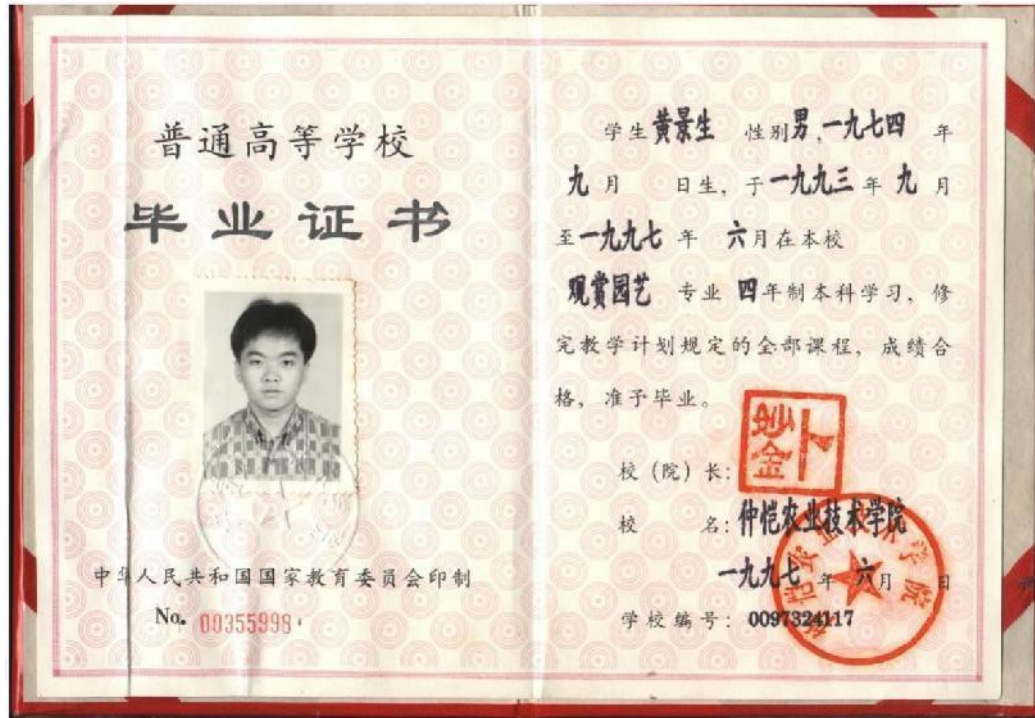 普通高等学校
毕业证书
中华人民共和国国家教育委员会印制
No. 00355998
学生 黄景生 性别 男 , 一九七四 年
九 月 日生, 于 一九九三 年 九 月
至 一九九七 年 六 月在本校
观赏园艺 专业 四 年制本科学习, 修
完教学计划规定的全部课程, 成绩合
格, 准予毕业。
校 (院) 长:
校 名: 仲恺农业技术学院
一九九七 年 六 月 日
学校编号: 0097324117